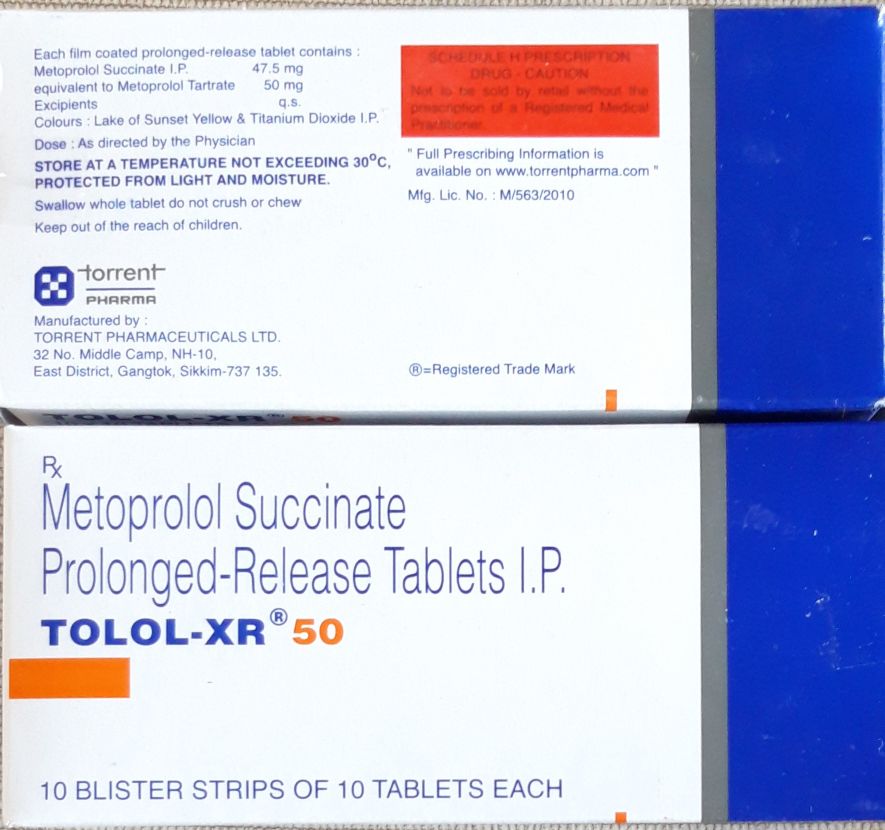 Each film coated prolonged-release tablet contains :
Metoprolol Succinate I.P. 47.5 mg
equivalent to Metoprolol Tartrate 50 mg
Excipients q.s.
Colours : Lake of Sunset Yellow & Titanium Dioxide I.P.
Dose : As directed by the Physician
STORE AT A TEMPERATURE NOT EXCEEDING 30°C,
PROTECTED FROM LIGHT AND MOISTURE.
Swallow whole tablet do not crush or chew
Keep out of the reach of children.
torrent
PHARMA
Manufactured by :
TORRENT PHARMACEUTICALS LTD.
32 No. Middle Camp, NH-10,
East District, Gangtok, Sikkim-737 135.
SCHEDULE H PRESCRIPTION
DRUG - CAUTION
Not to be sold by retail without the
prescription of a Registered Medical
Practitioner.
" Full Prescribing Information is
available on www.torrentpharma.com "
Mfg. Lic. No. : M/563/2010
®=Registered Trade Mark
TOLOL-XR® 50
Rx
Metoprolol Succinate
Prolonged-Release Tablets I.P.
TOLOL-XR® 50
10 BLISTER STRIPS OF 10 TABLETS EACH